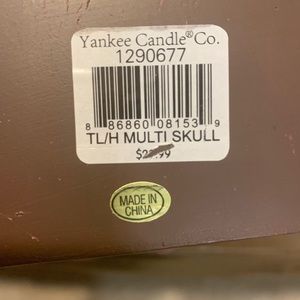 Yankee Candle® Co.
1290677
8 86860 08153 9
TL/H MULTI SKULL
MADE IN
CHINA